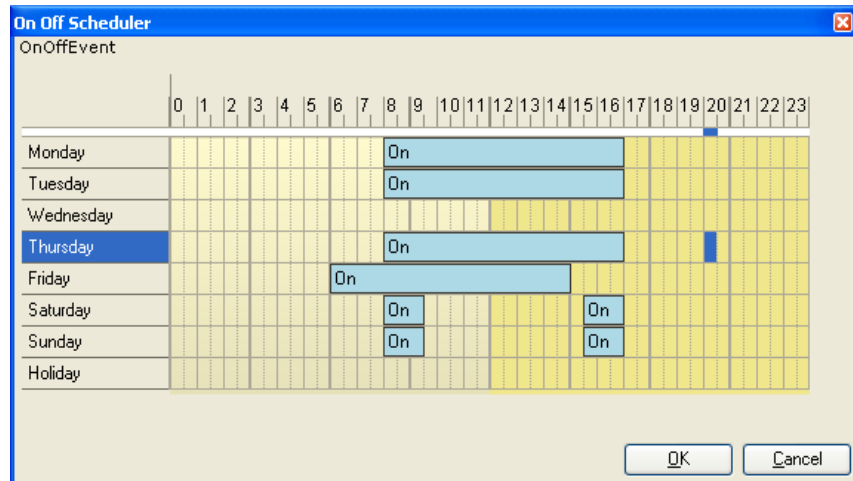 On Off Scheduler
OnOffEvent
0 1 2 3 4 5 6 7 8 9 10 11 12 13 14 15 16 17 18 19 20 21 22 23
Monday On
Tuesday On
Wednesday
Thursday On
Friday On
Saturday On On
Sunday On On
Holiday
OK Cancel